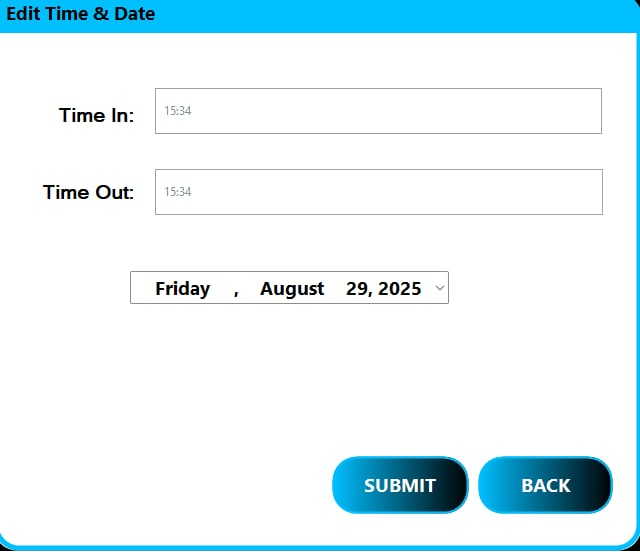 Edit Time & Date
Time In: 15:34
Time Out: 15:34
Friday , August 29, 2025
SUBMIT BACK